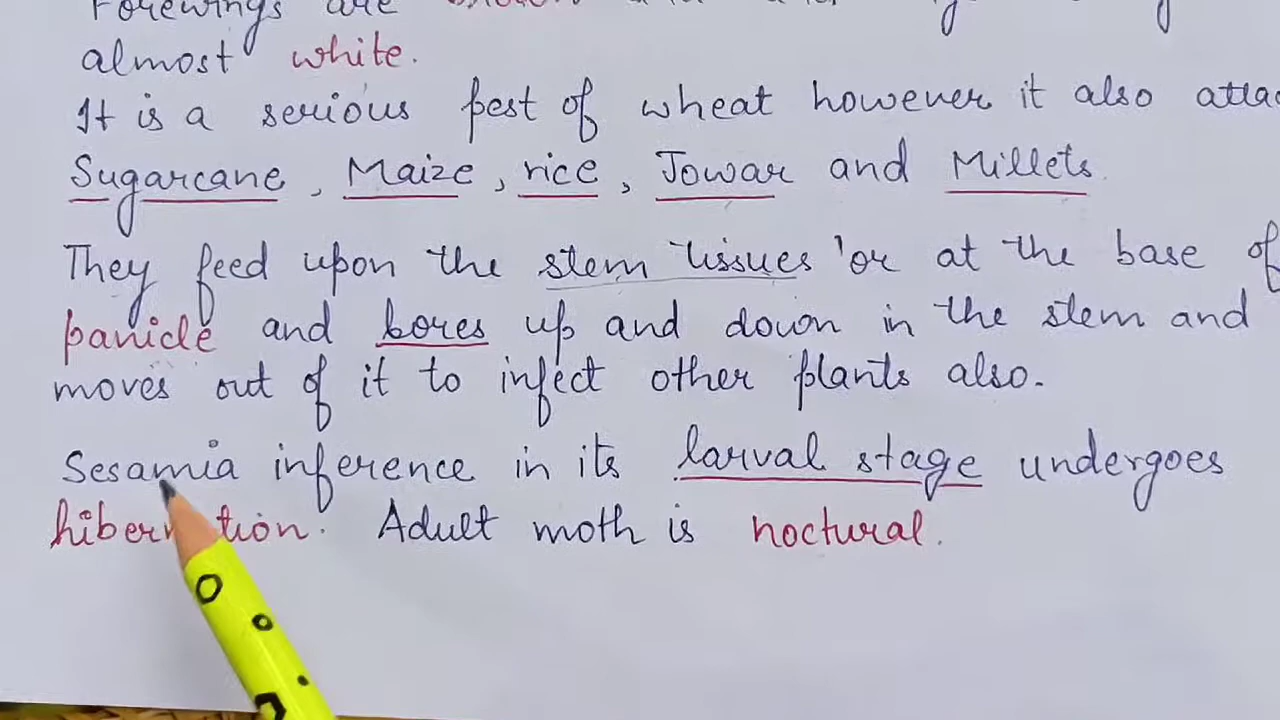 Forewings are brown
almost white.
It is a serious pest of wheat however it also attac
Sugarcane, Maize, rice, Jowar and Millets.
They feed upon the stem tissues or at the base of
panicle and bores up and down in the stem and
moves out of it to infect other plants also.
Sesamia inference in its larval stage undergoes
hibernation. Adult moth is noctural.